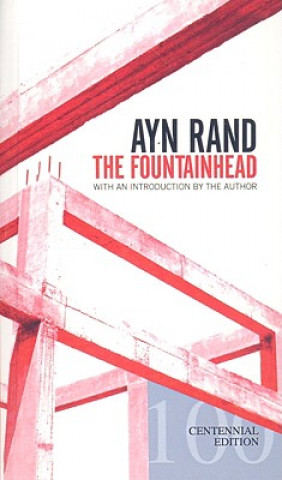 AYN RAND
THE FOUNTAINHEAD
WITH AN INTRODUCTION BY THE AUTHOR
100
CENTENNIAL
EDITION